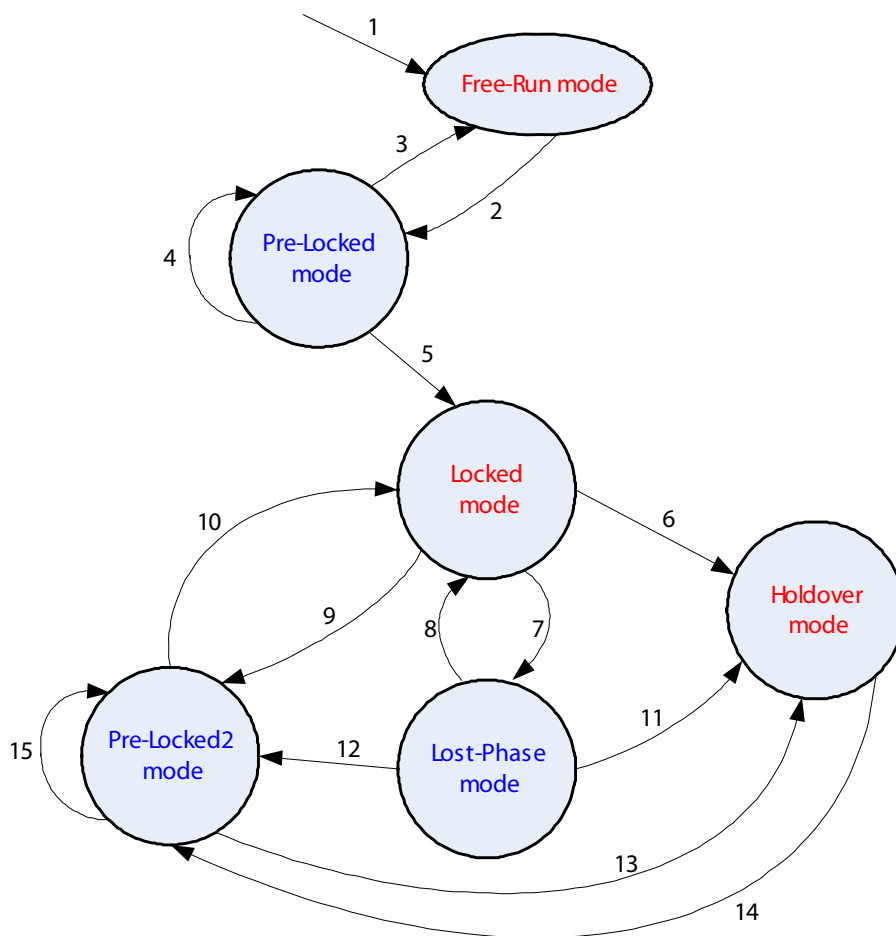 1
Free-Run mode
3
2
Pre-Locked
mode
4
5
Locked
mode
10
6
Holdover
mode
9
8
7
11
Pre-Locked2
mode
15
12
Lost-Phase
mode
13
14